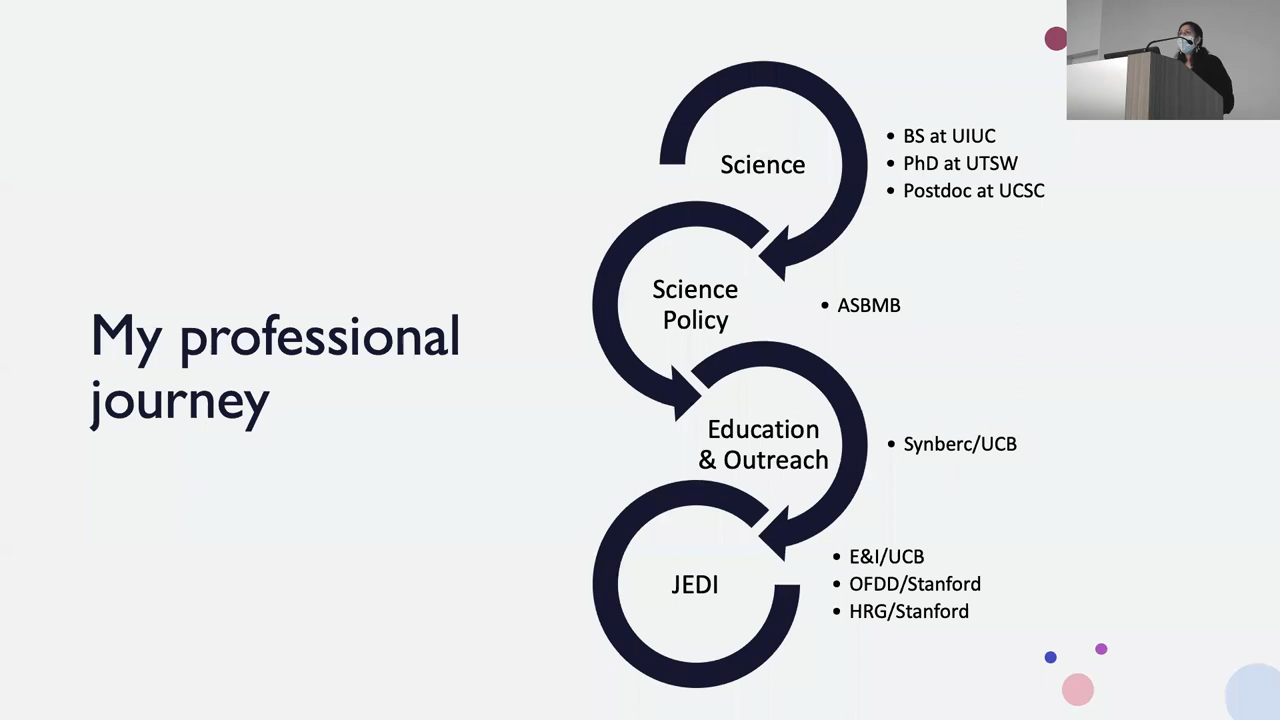 My professional
journey
Science
• BS at UIUC
• PhD at UTSW
• Postdoc at UCSC
Science
Policy
• ASBMB
Education
& Outreach
• Synberc/UCB
JEDI
• E&I/UCB
• OFDD/Stanford
• HRG/Stanford